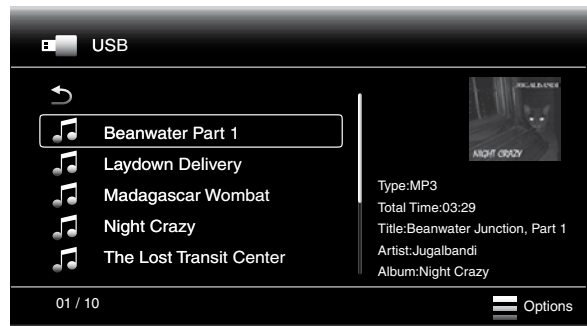 USB
Beanwater Part 1
Laydown Delivery
Madagascar Wombat
Night Crazy
The Lost Transit Center
JUGALBANDI
NIGHT CRAZY
Type:MP3
Total Time:03:29
Title:Beanwater Junction, Part 1
Artist:Jugalbandi
Album:Night Crazy
01 / 10
Options